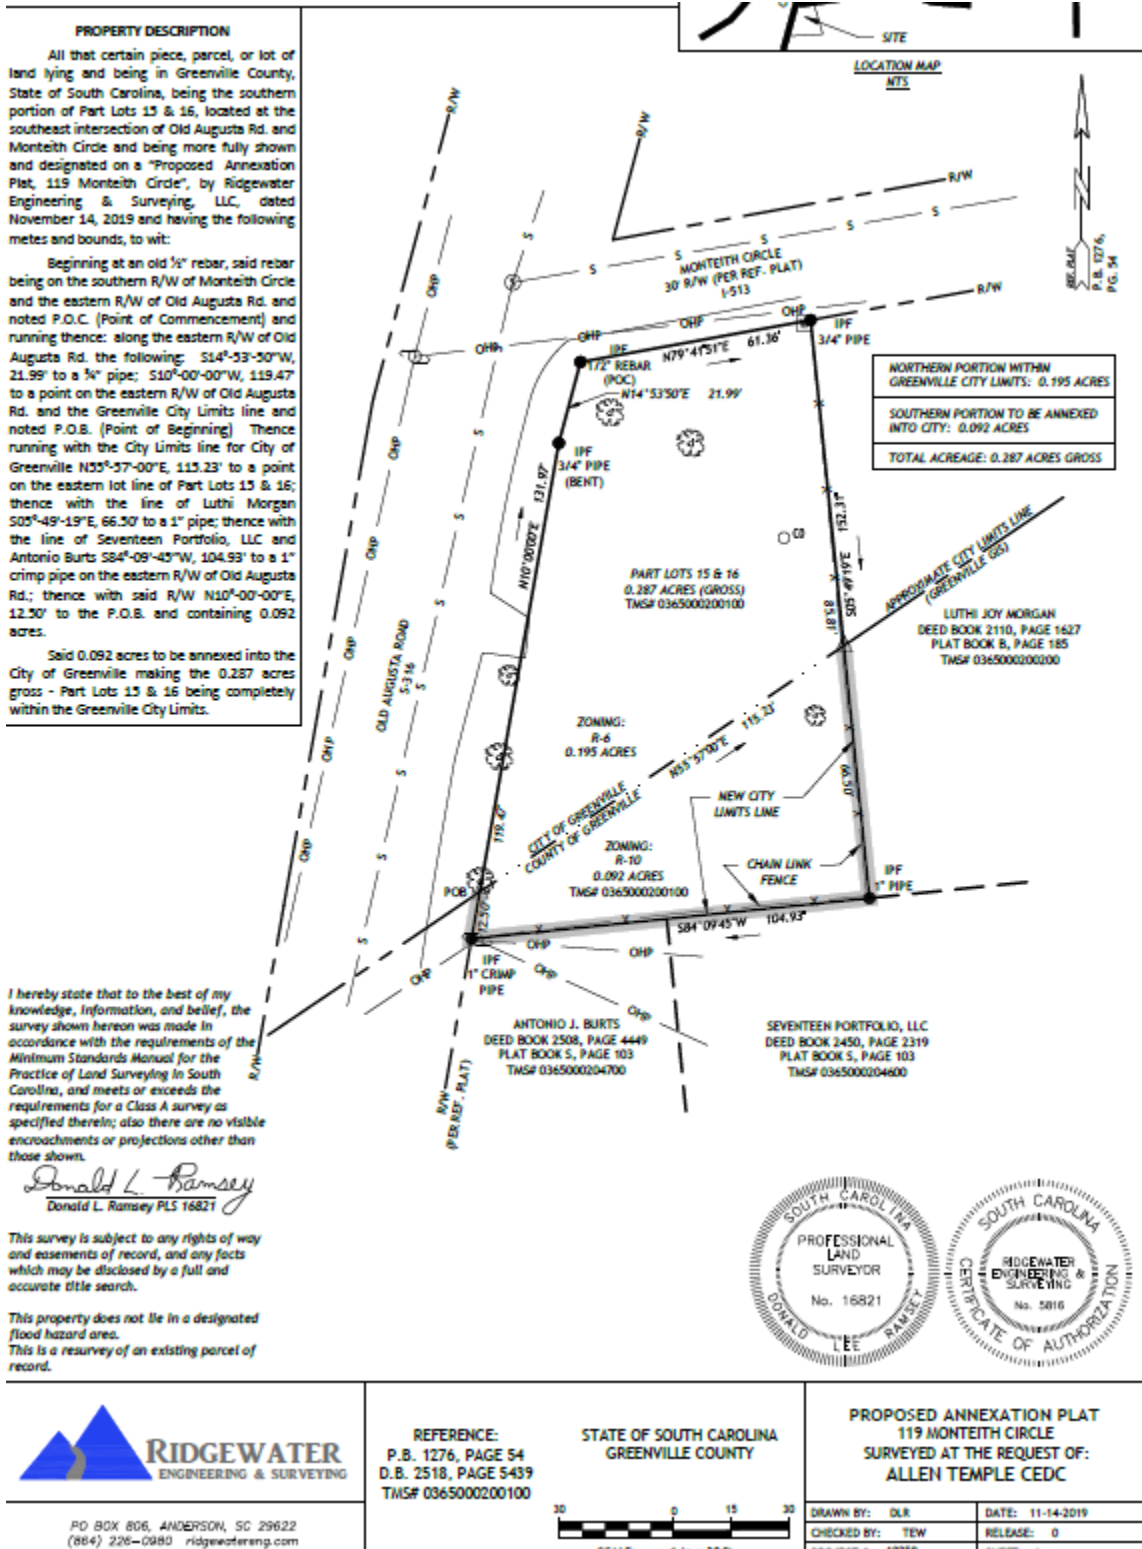 PROPERTY DESCRIPTION
All that certain piece, parcel, or lot of
land lying and being in Greenville County,
State of South Carolina, being the southern
portion of Part Lots 15 & 16, located at the
southeast intersection of Old Augusta Rd. and
Monteith Circle and being more fully shown
and designated on a "Proposed Annexation
Plat, 119 Monteith Circle", by Ridgewater
Engineering & Surveying, LLC, dated
November 14, 2019 and having the following
metes and bounds, to wit:
Beginning at an old ½" rebar, said rebar
being on the southern R/W of Monteith Circle
and the eastern R/W of Old Augusta Rd. and
noted P.O.C. (Point of Commencement) and
running thence: along the eastern R/W of Old
Augusta Rd. the following: S14º-53'-50"W,
21.99' to a ¾" pipe; S10º-00'-00"W, 119.47'
to a point on the eastern R/W of Old Augusta
Rd. and the Greenville City Limits line and
noted P.O.B. (Point of Beginning) Thence
running with the City Limits line for City of
Greenville N55º-57'-00"E, 115.23' to a point
on the eastern lot line of Part Lots 15 & 16;
thence with the line of Luthi Morgan
S05º-49'-19"E, 66.50' to a 1" pipe; thence with
the line of Seventeen Portfolio, LLC and
Antonio Burts S84º-09'-45"W, 104.93' to a 1"
crimp pipe on the eastern R/W of Old Augusta
Rd.; thence with said R/W N10º-00'-00"E,
12.50' to the P.O.B. and containing 0.092
acres.
Said 0.092 acres to be annexed into the
City of Greenville making the 0.287 acres
gross - Part Lots 15 & 16 being completely
within the Greenville City Limits.
SITE
LOCATION MAP
NTS
REF. PLAT
P.B. 1276,
PG. 54
N
R/W
R/W
R/W
R/W
MONTEITH CIRCLE
30' R/W (PER REF. PLAT)
I-513
S
S
S
S
S
OHP
OHP
OHP
OHP
OHP
IPF
3/4" PIPE
IPF
1/2" REBAR
(POC)
N79°41'51"E 61.36'
N14°53'50"E 21.99'
IPF
3/4" PIPE
(BENT)
N10°00'00"E 131.97'
NORTHERN PORTION WITHIN
GREENVILLE CITY LIMITS: 0.195 ACRES
SOUTHERN PORTION TO BE ANNEXED
INTO CITY: 0.092 ACRES
TOTAL ACREAGE: 0.287 ACRES GROSS
CO
S05°49'19"E 152.31'
85.81'
PART LOTS 15 & 16
0.287 ACRES (GROSS)
TMS# 0365000200100
APPROXIMATE CITY LIMITS LINE
(GREENVILLE GIS)
LUTHI JOY MORGAN
DEED BOOK 2110, PAGE 1627
PLAT BOOK B, PAGE 185
TMS# 0365000200200
OLD AUGUSTA ROAD
S-316
OHP
OHP
OHP
OHP
OHP
S
S
S
S
S
S
S
ZONING:
R-6
0.195 ACRES
N55°57'00"E 115.23'
66.50'
NEW CITY
LIMITS LINE
119.47'
CITY OF GREENVILLE
COUNTY OF GREENVILLE
ZONING:
R-10
0.092 ACRES
TMS# 0365000200100
CHAIN LINK
FENCE
IPF
1" PIPE
POB
12.50'
S84°09'45"W 104.93'
IPF
1" CRIMP
PIPE
OHP
OHP
OHP
OHP
OHP
R/W
R/W
(PER REF. PLAT)
ANTONIO J. BURTS
DEED BOOK 2508, PAGE 4449
PLAT BOOK S, PAGE 103
TMS# 0365000204700
SEVENTEEN PORTFOLIO, LLC
DEED BOOK 2450, PAGE 2319
PLAT BOOK S, PAGE 103
TMS# 0365000204600
I hereby state that to the best of my
knowledge, information, and belief, the
survey shown hereon was made in
accordance with the requirements of the
Minimum Standards Manual for the
Practice of Land Surveying in South
Carolina, and meets or exceeds the
requirements for a Class A survey as
specified therein; also there are no visible
encroachments or projections other than
those shown.
Donald L. Ramsey
Donald L. Ramsey PLS 16821
This survey is subject to any rights of way
and easements of record, and any facts
which may be disclosed by a full and
accurate title search.
This property does not lie in a designated
flood hazard area.
This is a resurvey of an existing parcel of
record.
SOUTH CAROLINA
PROFESSIONAL
LAND
SURVEYOR
No. 16821
DONALD LEE RAMSEY
SOUTH CAROLINA
RIDGEWATER
ENGINEERING &
SURVEYING
No. 5816
CERTIFICATE OF AUTHORIZATION
RIDGEWATER
ENGINEERING & SURVEYING
PO BOX 806, ANDERSON, SC 29622
(864) 226-0980 ridgewatereng.com
REFERENCE:
P.B. 1276, PAGE 54
D.B. 2518, PAGE 5439
TMS# 0365000200100
STATE OF SOUTH CAROLINA
GREENVILLE COUNTY
30 0 15 30
PROPOSED ANNEXATION PLAT
119 MONTEITH CIRCLE
SURVEYED AT THE REQUEST OF:
ALLEN TEMPLE CEDC
DRAWN BY: DLR
DATE: 11-14-2019
CHECKED BY: TEW
RELEASE: 0